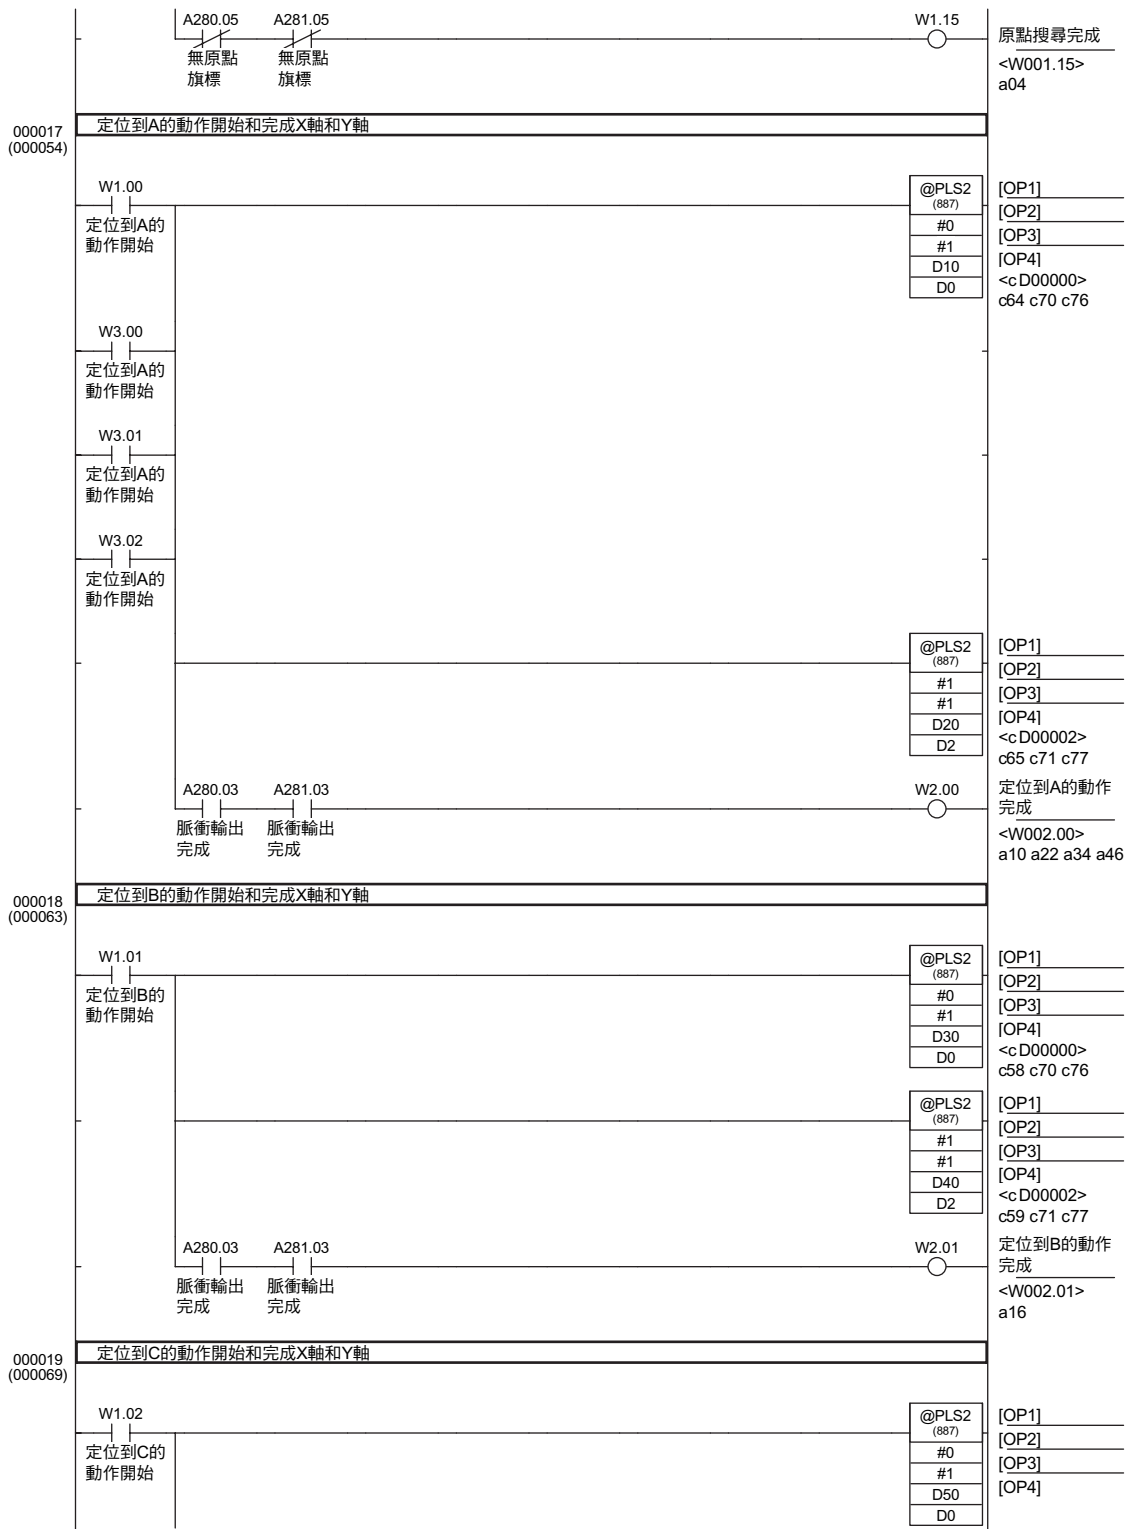 A280.05 A281.05 W1.15
無原點 無原點
旗標 旗標
原點搜尋完成
<W001.15>
a04
000017
(000054)
定位到A的動作開始和完成X軸和Y軸
W1.00
定位到A的
動作開始
@PLS2
(887)
#0
#1
D10
D0
[OP1]
[OP2]
[OP3]
[OP4]
<cD00000>
c64 c70 c76
W3.00
定位到A的
動作開始
W3.01
定位到A的
動作開始
W3.02
定位到A的
動作開始
@PLS2
(887)
#1
#1
D20
D2
[OP1]
[OP2]
[OP3]
[OP4]
<cD00002>
c65 c71 c77
A280.03 A281.03 W2.00
脈衝輸出 脈衝輸出
完成 完成
定位到A的動作
完成
<W002.00>
a10 a22 a34 a46
000018
(000063)
定位到B的動作開始和完成X軸和Y軸
W1.01
定位到B的
動作開始
@PLS2
(887)
#0
#1
D30
D0
[OP1]
[OP2]
[OP3]
[OP4]
<cD00000>
c58 c70 c76
@PLS2
(887)
#1
#1
D40
D2
[OP1]
[OP2]
[OP3]
[OP4]
<cD00002>
c59 c71 c77
A280.03 A281.03 W2.01
脈衝輸出 脈衝輸出
完成 完成
定位到B的動作
完成
<W002.01>
a16
000019
(000069)
定位到C的動作開始和完成X軸和Y軸
W1.02
定位到C的
動作開始
@PLS2
(887)
#0
#1
D50
D0
[OP1]
[OP2]
[OP3]
[OP4]